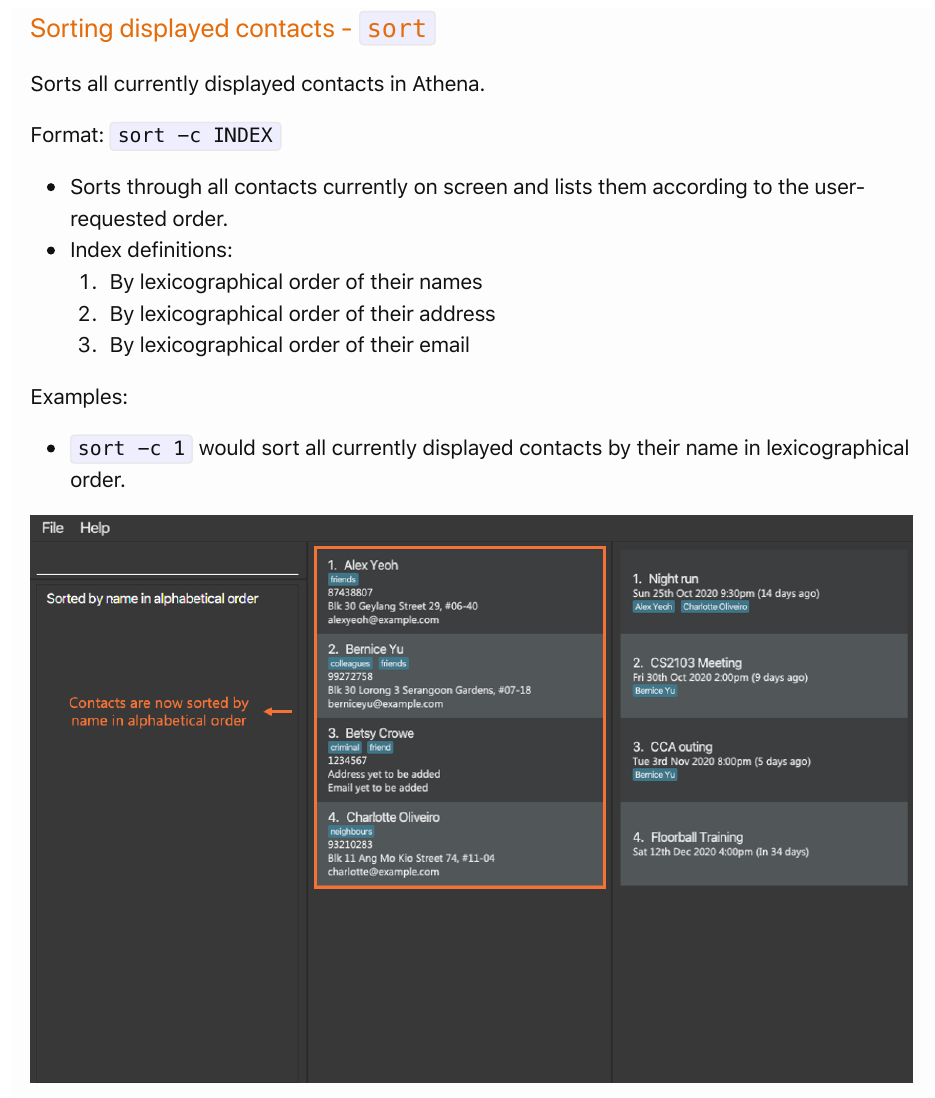 Sorting displayed contacts - sort
Sorts all currently displayed contacts in Athena.
Format: sort -c INDEX
• Sorts through all contacts currently on screen and lists them according to the user-
requested order.
• Index definitions:
1. By lexicographical order of their names
2. By lexicographical order of their address
3. By lexicographical order of their email
Examples:
• sort -c 1 would sort all currently displayed contacts by their name in lexicographical
order.
File Help
Sorted by name in alphabetical order
Contacts are now sorted by
name in alphabetical order
1. Alex Yeoh
friends
87438807
Blk 30 Geylang Street 29, #06-40
alexyeoh@example.com
2. Bernice Yu
colleagues friends
99272758
Blk 30 Lorong 3 Serangoon Gardens, #07-18
berniceyu@example.com
3. Betsy Crowe
criminal friend
1234567
Address yet to be added
Email yet to be added
4. Charlotte Oliveiro
neighbours
93210283
Blk 11 Ang Mo Kio Street 74, #11-04
charlotte@example.com
1. Night run
Sun 25th Oct 2020 9:30pm (14 days ago)
Alex Yeoh Charlotte Oliveiro
2. CS2103 Meeting
Fri 30th Oct 2020 2:00pm (9 days ago)
Bernice Yu
3. CCA outing
Tue 3rd Nov 2020 8:00pm (5 days ago)
Bernice Yu
4. Floorball Training
Sat 12th Dec 2020 4:00pm (In 34 days)